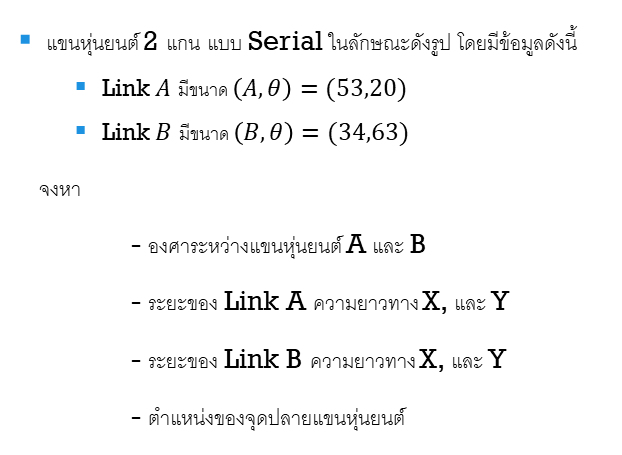 แขนหุ่นยนต์ 2 แกน แบบ Serial ในลักษณะดังรูป โดยมีข้อมูลดังนี้
Link A มีขนาด (A, θ) = (53,20)
Link B มีขนาด (B, θ) = (34,63)
จงหา
- องศาระหว่างแขนหุ่นยนต์ A และ B
- ระยะของ Link A ความยาวทาง X, และ Y
- ระยะของ Link B ความยาวทาง X, และ Y
- ตำแหน่งของจุดปลายแขนหุ่นยนต์